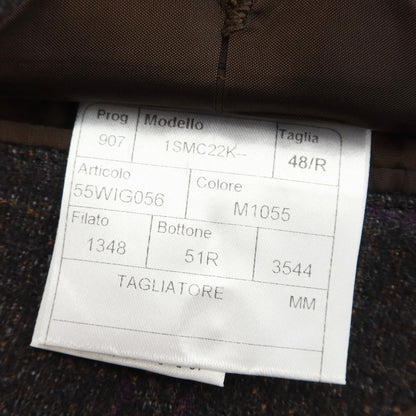 Prog Modello Taglia
907 1SMC22K-- 48/R
Articolo Colore
55WIG056 M1055
Filato Bottone
1348 51R 3544
TAGLIATORE MM